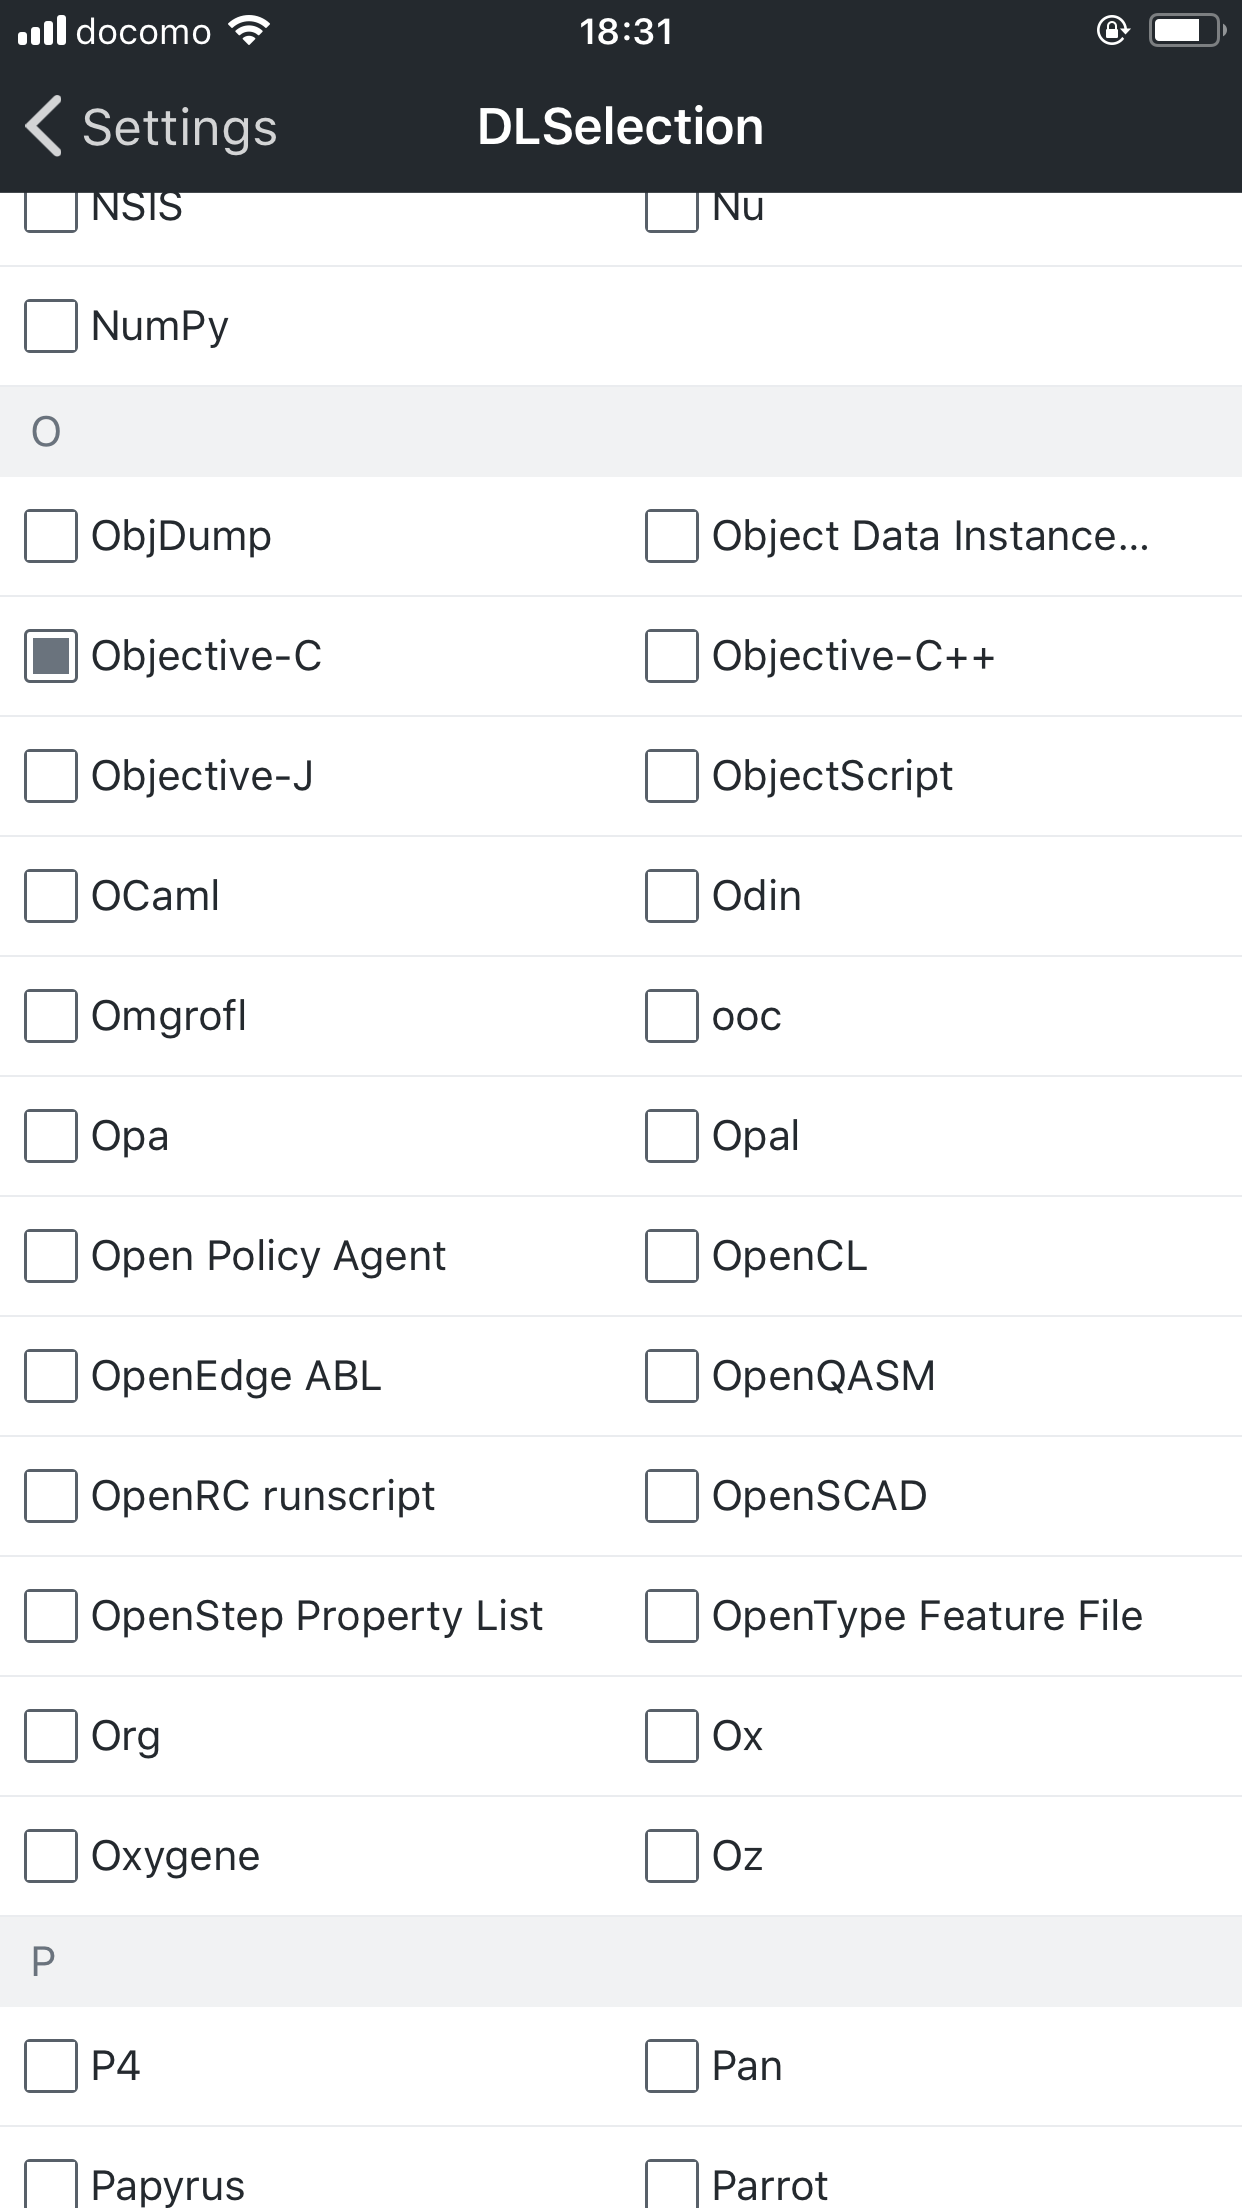 docomo 18:31
Settings DLSelection
NSIS Nu
NumPy
O
ObjDump Object Data Instance...
Objective-C Objective-C++
Objective-J ObjectScript
OCaml Odin
Omgrofl ooc
Opa Opal
Open Policy Agent OpenCL
OpenEdge ABL OpenQASM
OpenRC runscript OpenSCAD
OpenStep Property List OpenType Feature File
Org Ox
Oxygene Oz
P
P4 Pan
Papyrus Parrot